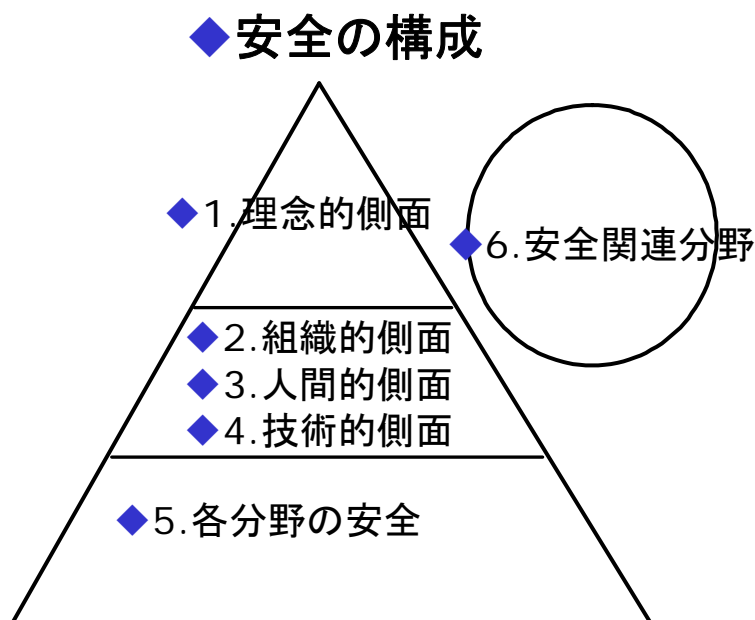 ◆安全の構成
◆1.理念的側面
◆6.安全関連分野
◆2.組織的側面
◆3.人間的側面
◆4.技術的側面
◆5.各分野の安全